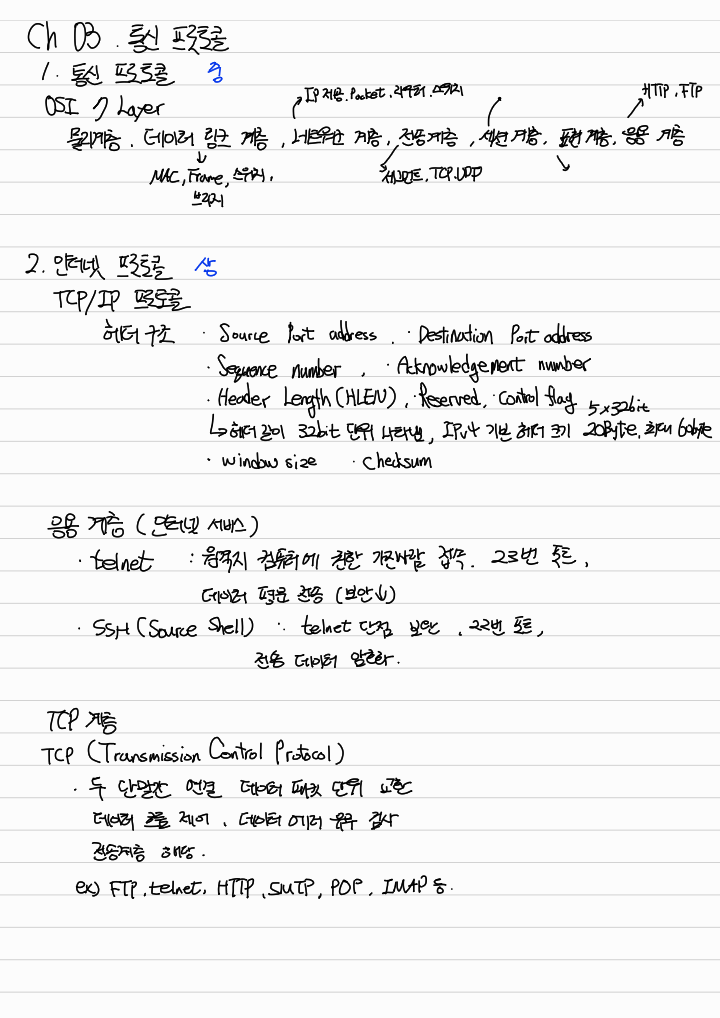 Ch 03. 통신 프로토콜
1. 통신 프로토콜 중
IP 사용, Packet, 라우터, 스위치
HTTP, FTP
OSI 7 Layer
물리계층, 데이터 링크 계층, 네트워크 계층, 전송계층, 세션 계층, 표현 계층, 응용 계층
MAC, Frame, 스위치,
브리지
세그먼트, TCP, UDP
2. 인터넷 프로토콜 상
TCP/IP 프로토콜
헤더 구조 · Source Port address, · Destination Port address
· Sequence number, · Acknowledgement number
· Header Length (HLEN), · Reserved, · Control flag
5×32bit
↳ 헤더 길이 32bit 단위 나타냄, IPv4 기본 헤더 크기 20Byte, 최대 60byte
· window size · Checksum
응용 계층 (인터넷 서비스)
· telnet : 원격지 컴퓨터에 권한 가진사람 접속. 23번 포트,
데이터 평문 전송 (보안↓)
· SSH (Source Shell) : telnet 단점 보안, 22번 포트,
전송 데이터 암호화.
TCP 계층
TCP (Transmission Control Protocol)
· 두 단말간 연결 데이터 패킷 단위 교환
데이터 흐름 제어, 데이터 에러 유무 검사
전송계층 해당.
ex) FTP, telnet, HTTP, SMTP, POP, IMAP 등.